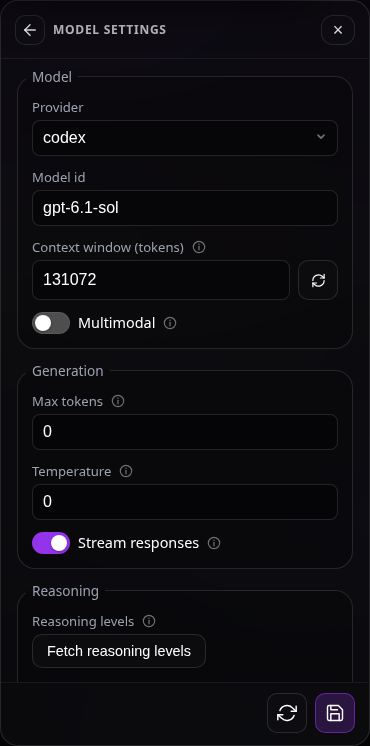 MODEL SETTINGS
Model
Provider
codex
Model id
gpt-6.1-sol
Context window (tokens)
131072
Multimodal
Generation
Max tokens
0
Temperature
0
Stream responses
Reasoning
Reasoning levels
Fetch reasoning levels